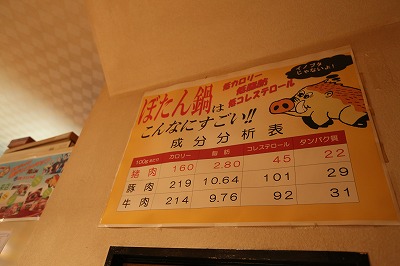 ぼたん鍋は
こんなにすごい!!
低カロリー
低脂肪
低コレステロール
イノブタ
じゃないよ!
成分分析表
100gあたり カロリー 脂肪 コレステロール タンパク質
猪肉 160 2.80 45 22
豚肉 219 10.64 101 29
牛肉 214 9.76 92 31